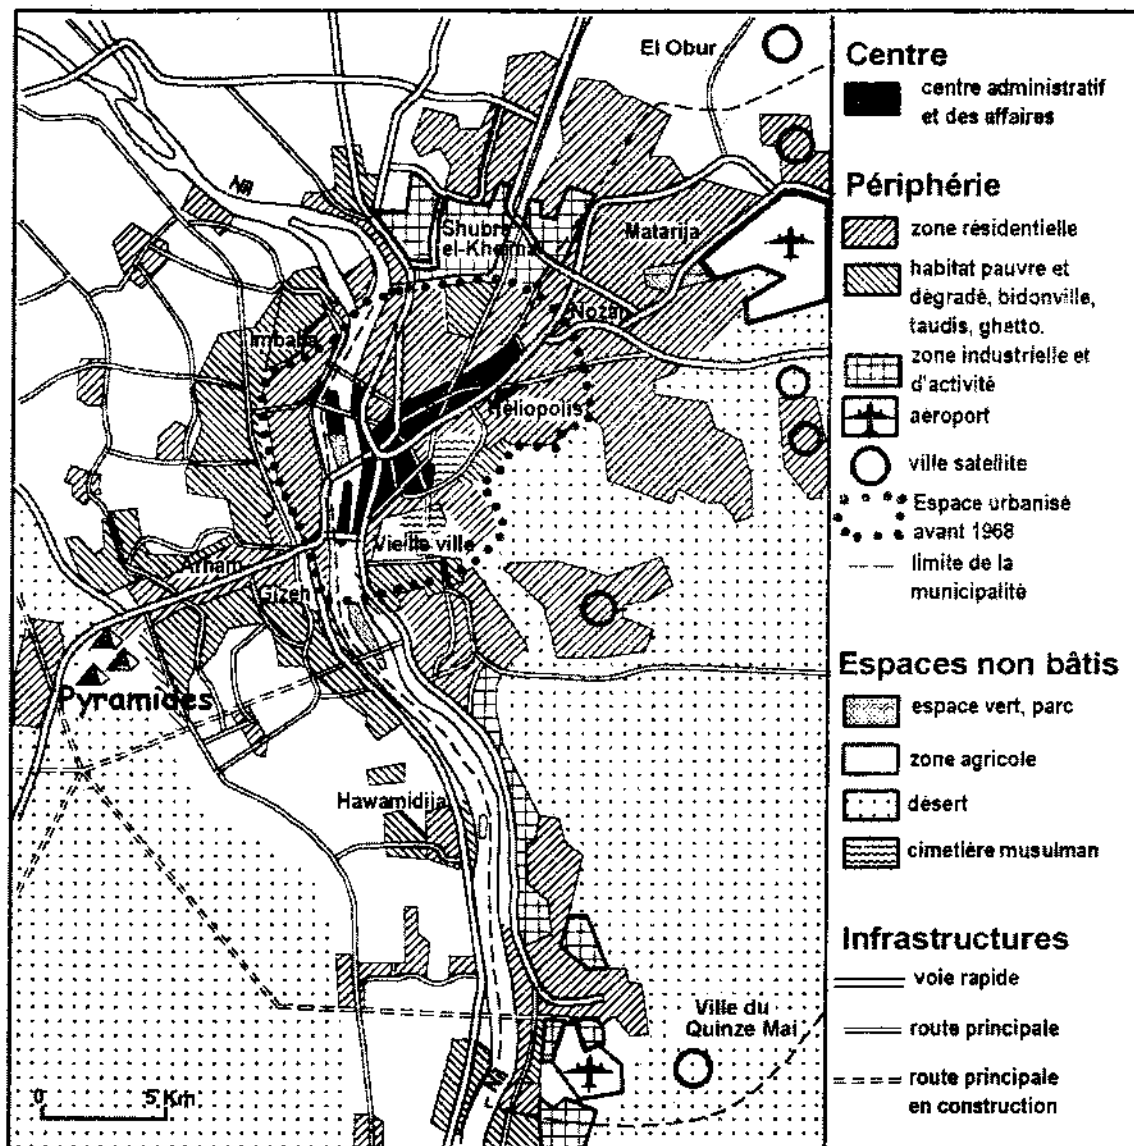 El Obur
Nil
Shubra
el-Kheima
Matarija
Nozah
Imbaba
Héliopolis
Vieille ville
Arham
Gizeh
Pyramides
Hawamidija
Ville du
Quinze Mai
Nil
0 5 Km
Centre
centre administratif
et des affaires
Périphérie
zone résidentielle
habitat pauvre et
dégradé, bidonville,
taudis, ghetto.
zone industrielle et
d'activité
aéroport
ville satellite
Espace urbanisé
avant 1968
limite de la
municipalité
Espaces non bâtis
espace vert, parc
zone agricole
désert
cimetière musulman
Infrastructures
voie rapide
route principale
route principale
en construction